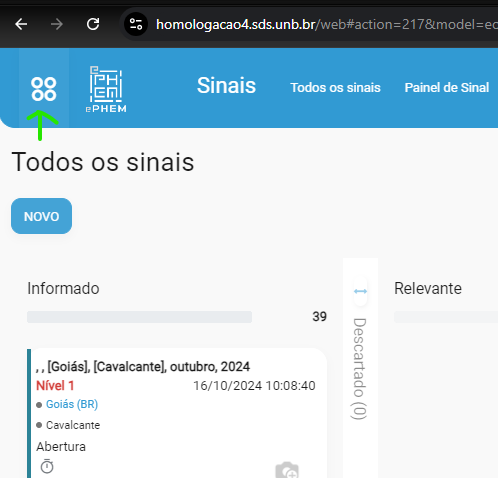 homologacao4.sds.unb.br/web#action=217&model=ec
ePHEM
Sinais
Todos os sinais
Painel de Sinal
Todos os sinais
NOVO
Informado
39
Relevante
Descartado (0)
, , [Goiás], [Cavalcante], outubro, 2024
Nível 1
16/10/2024 10:08:40
Goiás (BR)
Cavalcante
Abertura